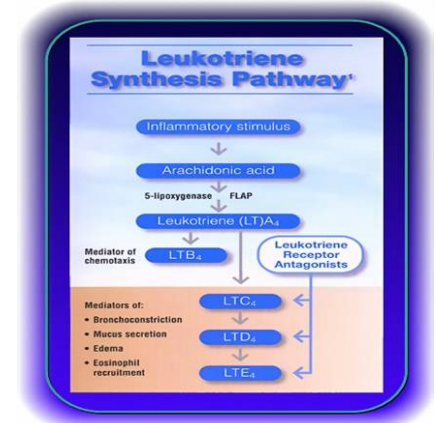 Leukotriene
Synthesis Pathway¹
Inflammatory stimulus
Arachidonic acid
5-lipoxygenase FLAP
Leukotriene (LT)A₄
Mediator of
chemotaxis
LTB₄
Leukotriene
Receptor
Antagonists
Mediators of:
• Bronchoconstriction
• Mucus secretion
• Edema
• Eosinophil
recruitment
LTC₄
LTD₄
LTE₄